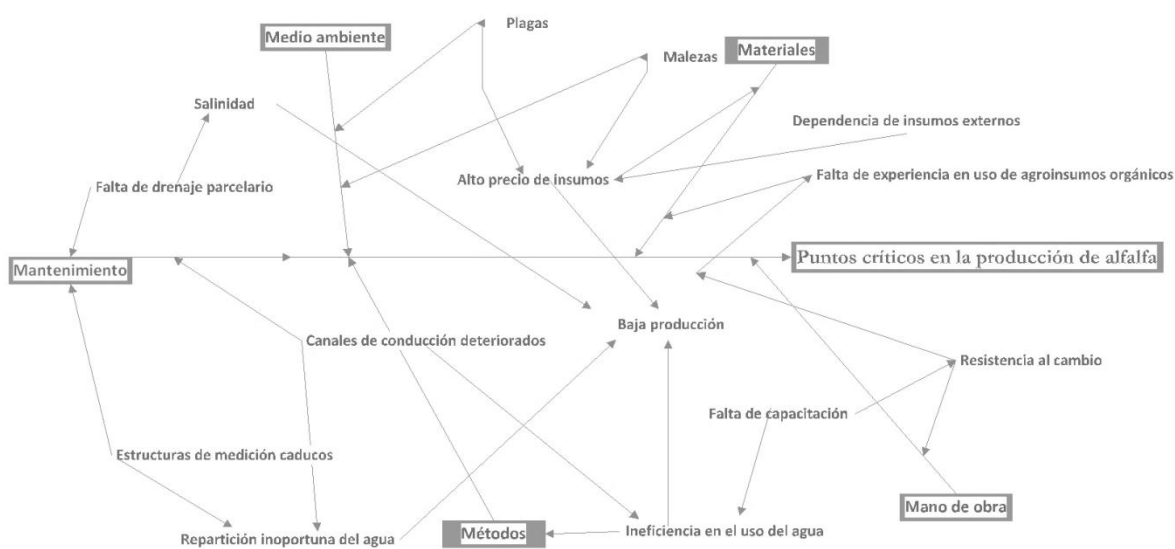 Plagas
Medio ambiente
Malezas
Materiales
Salinidad
Dependencia de insumos externos
Falta de drenaje parcelario
Alto precio de insumos
Falta de experiencia en uso de agroinsumos orgánicos
Mantenimiento
Puntos críticos en la producción de alfalfa
Baja producción
Canales de conducción deteriorados
Resistencia al cambio
Falta de capacitación
Estructuras de medición caducos
Mano de obra
Repartición inoportuna del agua
Métodos
Ineficiencia en el uso del agua